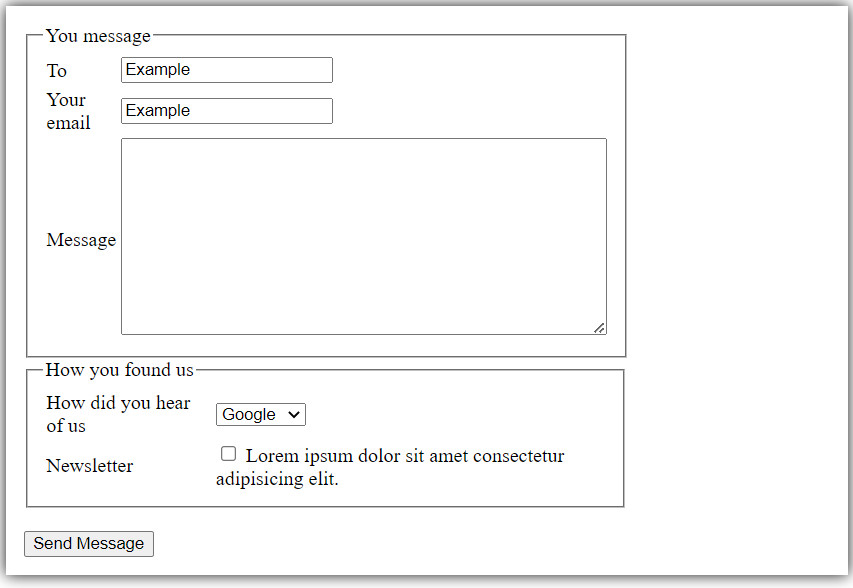 You message
To
Example
Your
email
Example
Message
How you found us
How did you hear
of us
Google
Newsletter
Lorem ipsum dolor sit amet consectetur
adipisicing elit.
Send Message